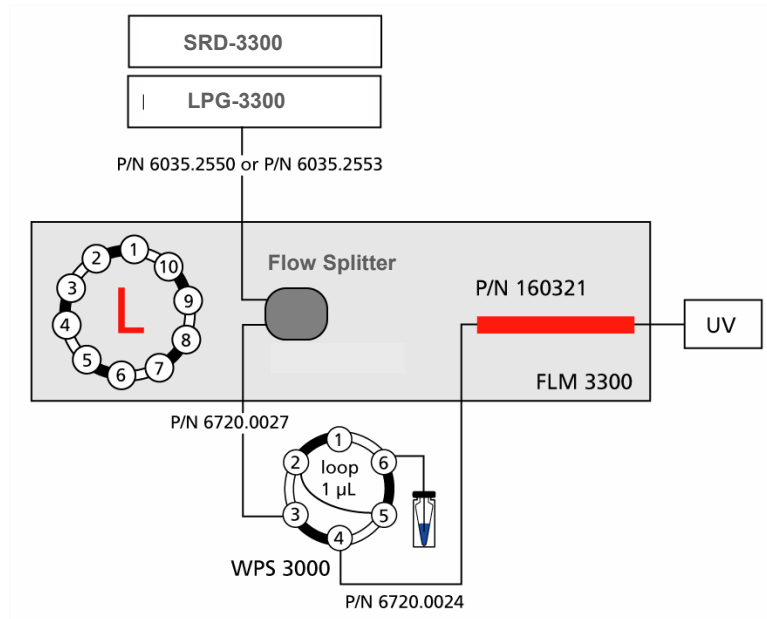 SRD-3300
| LPG-3300
P/N 6035.2550 or P/N 6035.2553
Flow Splitter
P/N 160321
UV
FLM 3300
L
1
2
3
4
5
6
7
8
9
10
P/N 6720.0027
1
2
3
4
5
6
loop
1 µL
WPS 3000
P/N 6720.0024